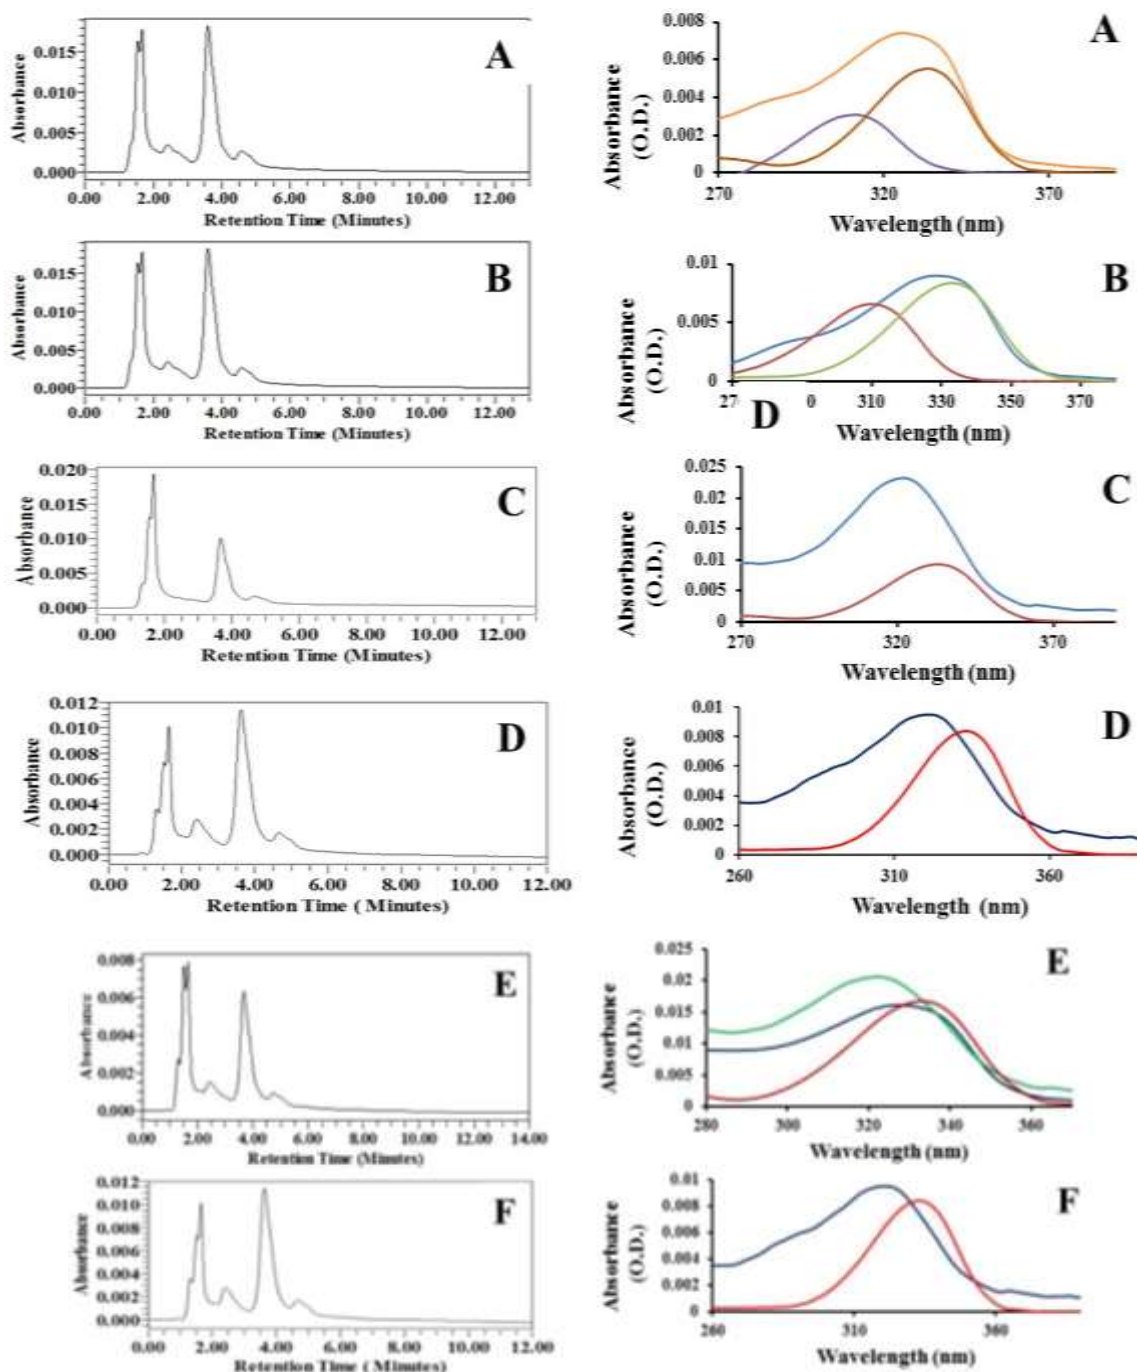 A
0.015
0.010
0.005
0.000
Absorbance
0.00 2.00 4.00 6.00 8.00 10.00 12.00
Retention Time (Minutes)
A
0.008
0.006
0.004
0.002
0
Absorbance
(O.D.)
270 320 370
Wavelength (nm)
B
0.015
0.010
0.005
0.000
Absorbance
0.00 2.00 4.00 6.00 8.00 10.00 12.00
Retention Time (Minutes)
B
0.01
0.005
0
Absorbance
(O.D.)
27 0 310 330 350 370
D
Wavelength (nm)
C
0.020
0.015
0.010
0.005
0.000
Absorbance
0.00 2.00 4.00 6.00 8.00 10.00 12.00
Retention Time (Minutes)
C
0.025
0.02
0.015
0.01
0.005
0
Absorbance
(O.D.)
270 320 370
Wavelength (nm)
D
0.012
0.010
0.008
0.006
0.004
0.002
0.000
Absorbance
0.00 2.00 4.00 6.00 8.00 10.00 12.00
Retention Time ( Minutes)
D
0.01
0.008
0.006
0.004
0.002
0
Absorbance
(O.D.)
260 310 360
Wavelength (nm)
E
0.008
0.006
0.004
0.002
0.000
Absorbance
0.00 2.00 4.00 6.00 8.00 10.00 12.00 14.00
Retention Time (Minutes)
E
0.025
0.02
0.015
0.01
0.005
0
Absorbance
(O.D.)
280 300 320 340 360
Wavelength (nm)
F
0.012
0.010
0.008
0.006
0.004
0.002
0.000
Absorbance
0.00 2.00 4.00 6.00 8.00 10.00 12.00
Retention Time ( Minutes)
F
0.01
0.008
0.006
0.004
0.002
0
Absorbance
(O.D.)
260 310 360
Wavelength (nm)